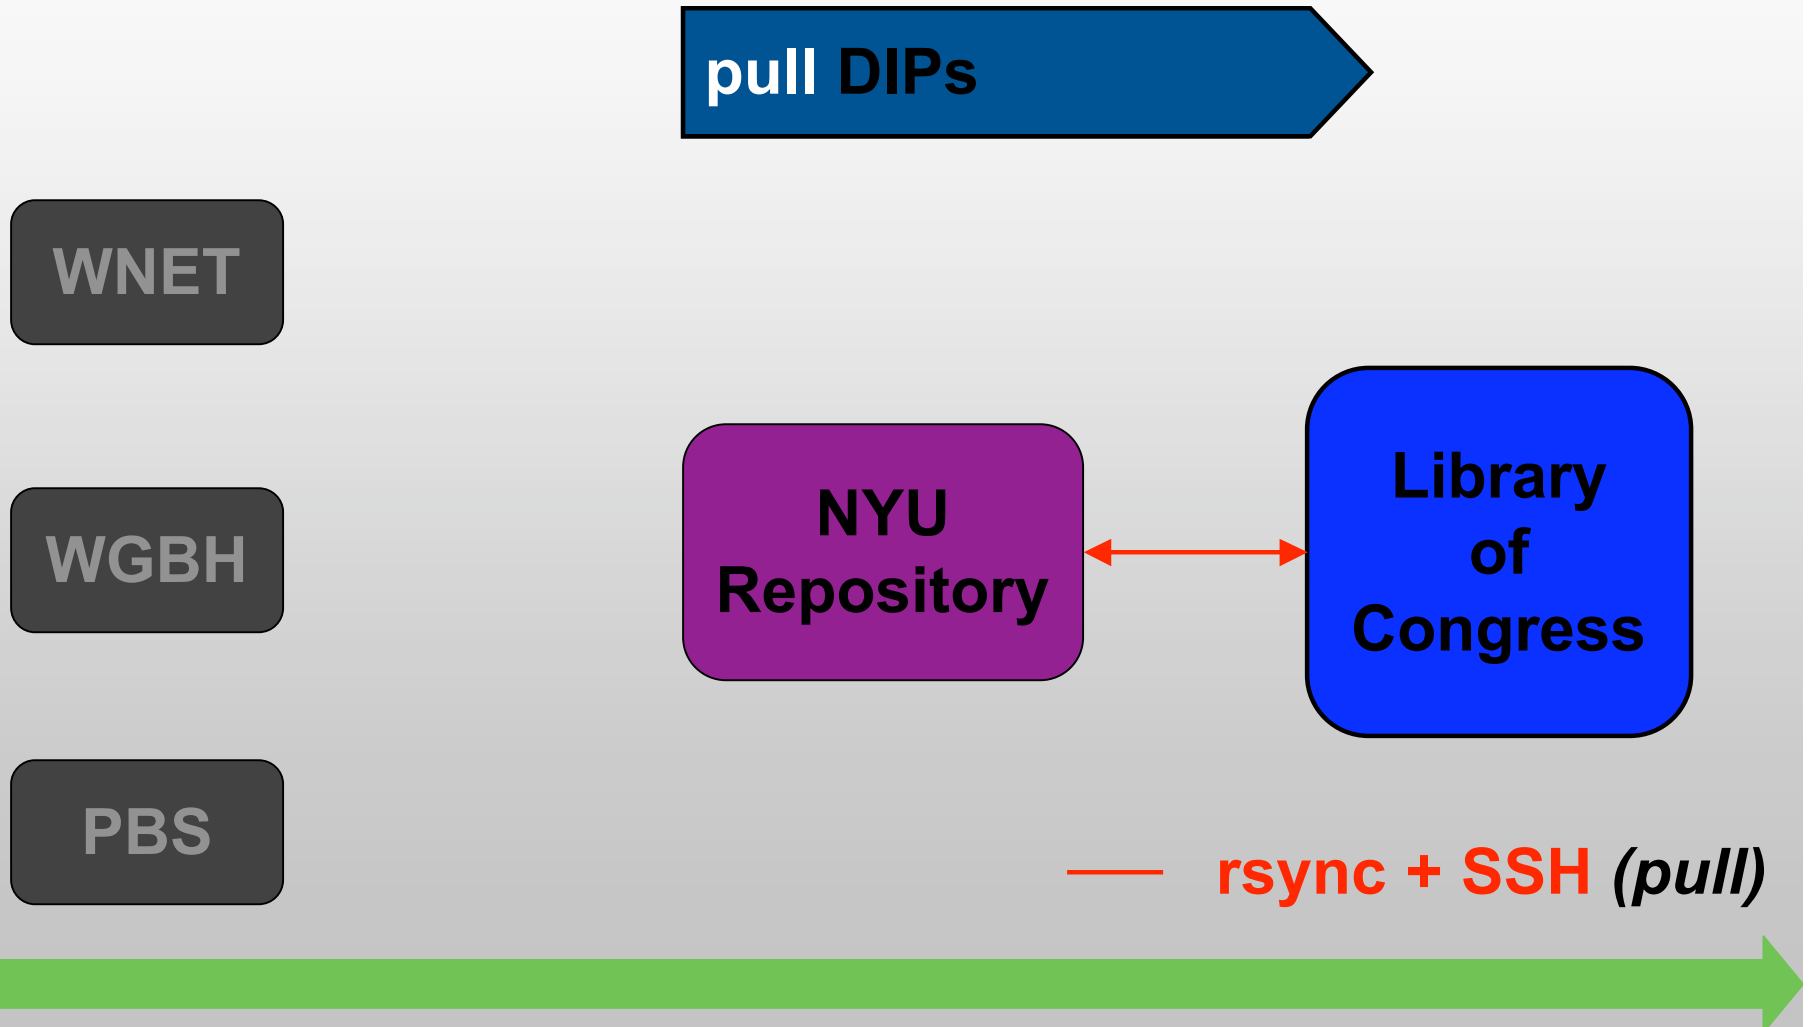 pull DIPs
WNET
WGBH
PBS
NYU
Repository
Library
of
Congress
rsync + SSH (pull)